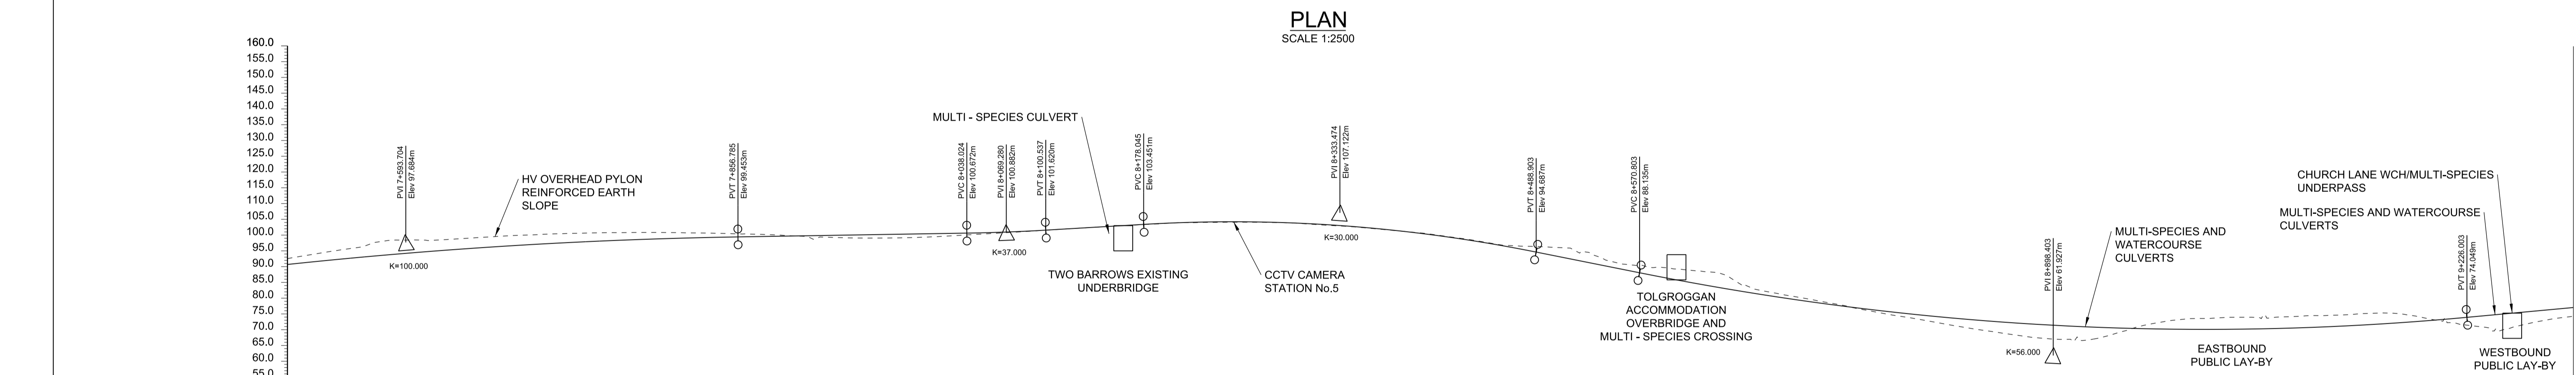 PLAN
SCALE 1:2500
160.0
155.0
150.0
145.0
140.0
135.0
130.0
125.0
120.0
115.0
110.0
105.0
100.0
95.0
90.0
85.0
80.0
75.0
70.0
65.0
60.0
55.0
PVI 7+593.704
Elev 97.684m
K=100.000
HV OVERHEAD PYLON
REINFORCED EARTH
SLOPE
PVT 7+856.785
Elev 99.453m
MULTI - SPECIES CULVERT
PVC 8+038.024
Elev 100.672m
PVI 8+069.280
Elev 100.882m
K=37.000
PVT 8+100.537
Elev 101.620m
PVC 8+178.045
Elev 103.451m
TWO BARROWS EXISTING
UNDERBRIDGE
CCTV CAMERA
STATION No.5
PVI 8+333.474
Elev 107.122m
K=30.000
PVT 8+488.903
Elev 94.687m
PVC 8+570.803
Elev 88.135m
TOLGROGGAN
ACCOMMODATION
OVERBRIDGE AND
MULTI - SPECIES CROSSING
PVI 8+898.403
Elev 61.927m
K=56.000
MULTI-SPECIES AND
WATERCOURSE
CULVERTS
EASTBOUND
PUBLIC LAY-BY
CHURCH LANE WCH/MULTI-SPECIES
UNDERPASS
MULTI-SPECIES AND WATERCOURSE
CULVERTS
PVT 9+226.003
Elev 74.049m
WESTBOUND
PUBLIC LAY-BY